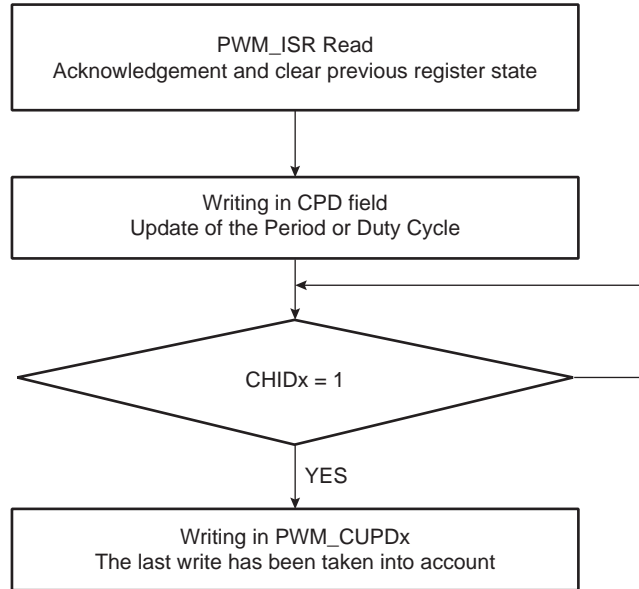 PWM_ISR Read
Acknowledgement and clear previous register state
Writing in CPD field
Update of the Period or Duty Cycle
CHIDx = 1
YES
Writing in PWM_CUPDx
The last write has been taken into account